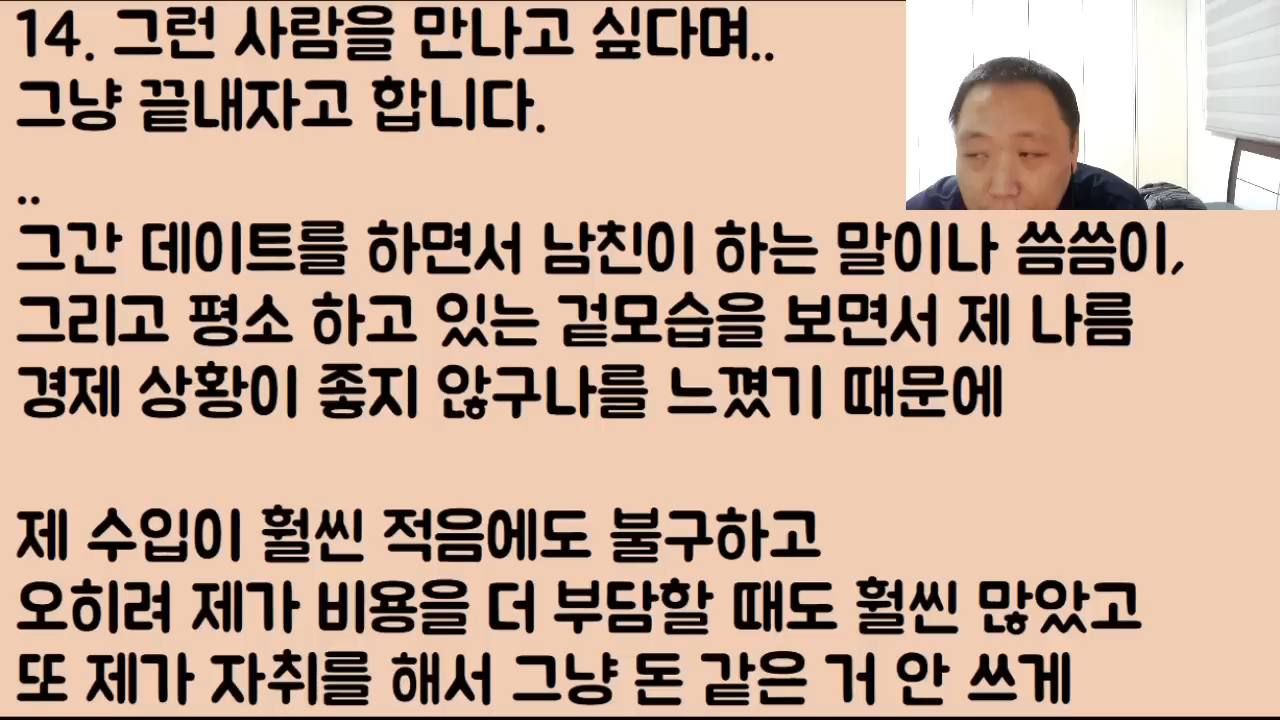 14. 그런 사람을 만나고 싶다며..
그냥 끝내자고 합니다.
..
그간 데이트를 하면서 남친이 하는 말이나 씀씀이,
그리고 평소 하고 있는 겉모습을 보면서 제 나름
경제 상황이 좋지 않구나를 느꼈기 때문에
제 수입이 훨씬 적음에도 불구하고
오히려 제가 비용을 더 부담할 때도 훨씬 많았고
또 제가 자취를 해서 그냥 돈 같은 거 안 쓰게